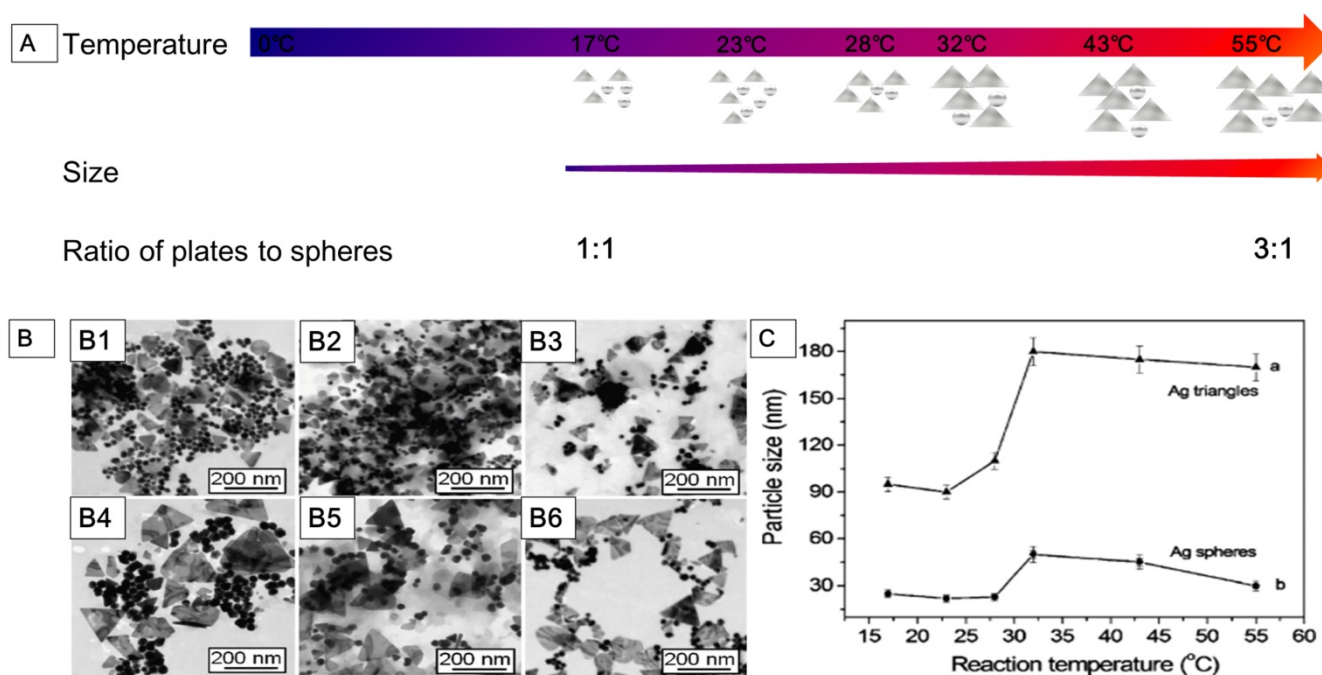 A
Temperature
0℃ 17℃ 23℃ 28℃ 32℃ 43℃ 55℃
Size
Ratio of plates to spheres 1:1 3:1
B
B1
200 nm
B2
200 nm
B3
200 nm
B4
200 nm
B5
200 nm
B6
200 nm
C
Particle size (nm)
180
150
120
90
60
30
a
Ag triangles
Ag spheres
b
15 20 25 30 35 40 45 50 55 60
Reaction temperature (°C)